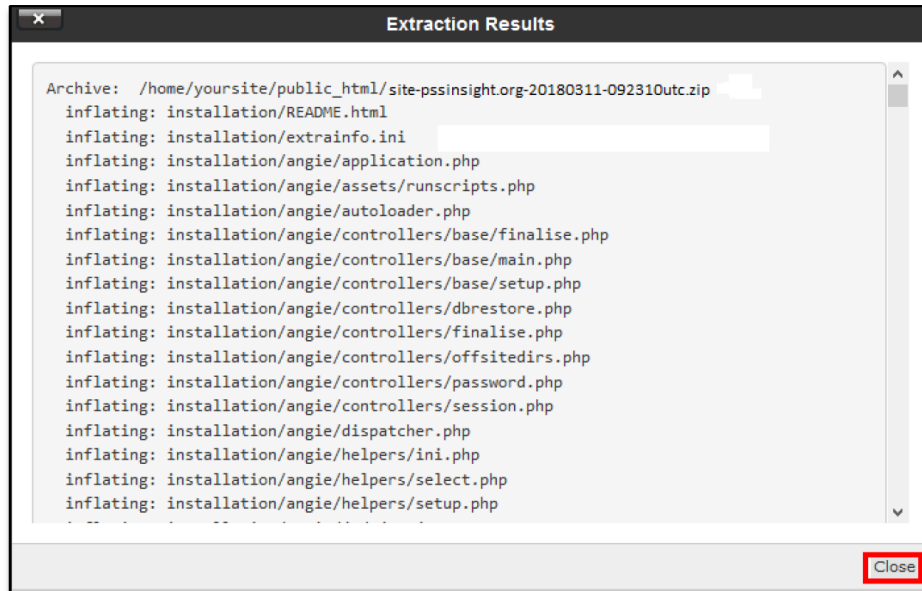 x
Extraction Results
Archive: /home/yoursite/public_html/site-pssinsight.org-20180311-092310utc.zip
inflating: installation/README.html
inflating: installation/extrainfo.ini
inflating: installation/angie/application.php
inflating: installation/angie/assets/runscripts.php
inflating: installation/angie/autoloader.php
inflating: installation/angie/controllers/base/finalise.php
inflating: installation/angie/controllers/base/main.php
inflating: installation/angie/controllers/base/setup.php
inflating: installation/angie/controllers/dbrestore.php
inflating: installation/angie/controllers/finalise.php
inflating: installation/angie/controllers/offsitedirs.php
inflating: installation/angie/controllers/password.php
inflating: installation/angie/controllers/session.php
inflating: installation/angie/dispatcher.php
inflating: installation/angie/helpers/ini.php
inflating: installation/angie/helpers/select.php
inflating: installation/angie/helpers/setup.php
Close